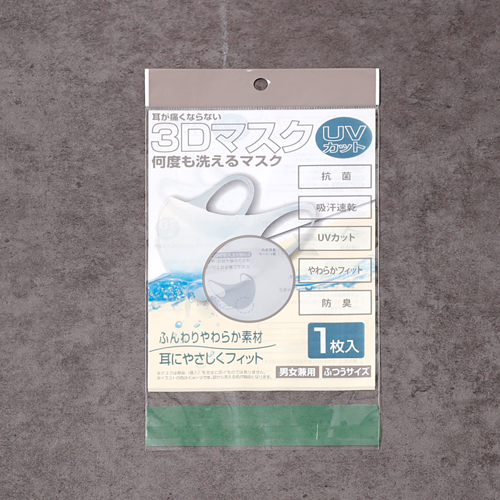 耳が痛くならない
3Dマスク
UV
カット
何度も洗えるマスク
抗菌
吸汗速乾
UVカット
やわらかフィット
防臭
ふんわりやわらか素材
耳にやさしくフィット
1枚入
男女兼用
ふつうサイズ